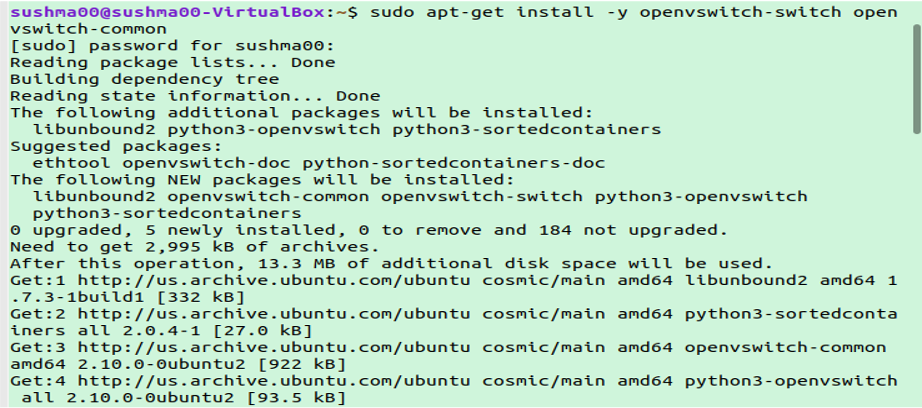 sushma00@sushma00-VirtualBox:~$ sudo apt-get install -y openvswitch-switch open
vswitch-common
[sudo] password for sushma00:
Reading package lists... Done
Building dependency tree
Reading state information... Done
The following additional packages will be installed:
  libunbound2 python3-openvswitch python3-sortedcontainers
Suggested packages:
  ethtool openvswitch-doc python-sortedcontainers-doc
The following NEW packages will be installed:
  libunbound2 openvswitch-common openvswitch-switch python3-openvswitch
  python3-sortedcontainers
0 upgraded, 5 newly installed, 0 to remove and 184 not upgraded.
Need to get 2,995 kB of archives.
After this operation, 13.3 MB of additional disk space will be used.
Get:1 http://us.archive.ubuntu.com/ubuntu cosmic/main amd64 libunbound2 amd64 1
.7.3-1build1 [332 kB]
Get:2 http://us.archive.ubuntu.com/ubuntu cosmic/main amd64 python3-sortedconta
iners all 2.0.4-1 [27.0 kB]
Get:3 http://us.archive.ubuntu.com/ubuntu cosmic/main amd64 openvswitch-common
amd64 2.10.0-0ubuntu2 [922 kB]
Get:4 http://us.archive.ubuntu.com/ubuntu cosmic/main amd64 python3-openvswitch
 all 2.10.0-0ubuntu2 [93.5 kB]